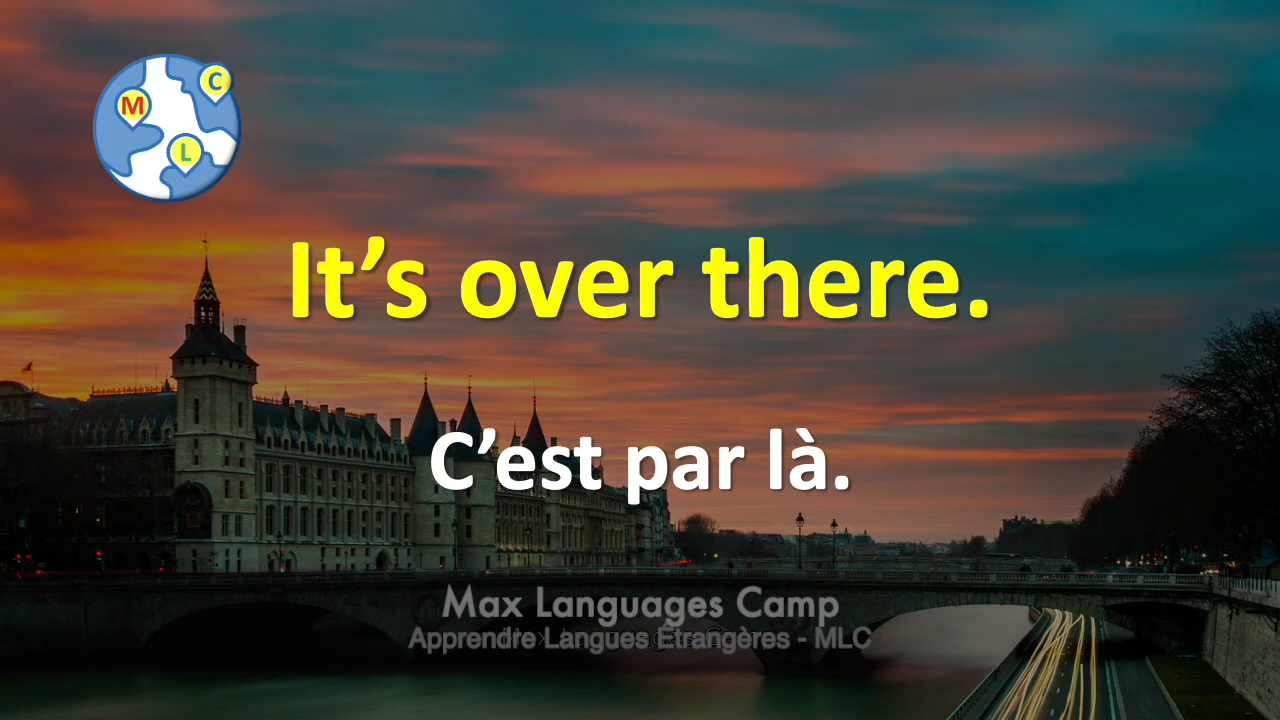 C
M
L
It’s over there.
C’est par là.
Max Languages Camp
Apprendre Langues Étrangères - MLC